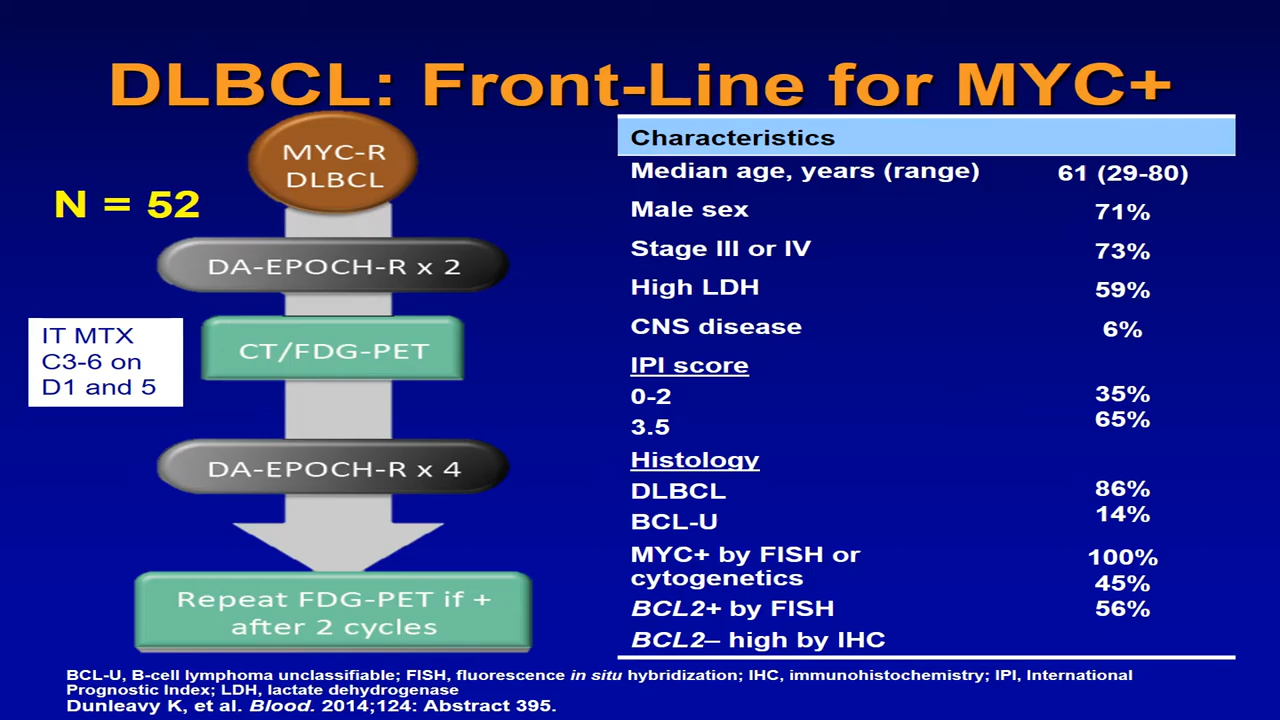 DLBCL: Front-Line for MYC+
MYC-R
DLBCL
N = 52
DA-EPOCH-R x 2
IT MTX
C3-6 on
D1 and 5
CT/FDG-PET
DA-EPOCH-R x 4
Repeat FDG-PET if +
after 2 cycles
Characteristics
Median age, years (range) 61 (29-80)
Male sex 71%
Stage III or IV 73%
High LDH 59%
CNS disease 6%
IPI score
0-2 35%
3.5 65%
Histology
DLBCL 86%
BCL-U 14%
MYC+ by FISH or 100%
cytogenetics 45%
BCL2+ by FISH 56%
BCL2– high by IHC
BCL-U, B-cell lymphoma unclassifiable; FISH, fluorescence in situ hybridization; IHC, immunohistochemistry; IPI, International
Prognostic Index; LDH, lactate dehydrogenase
Dunleavy K, et al. Blood. 2014;124: Abstract 395.